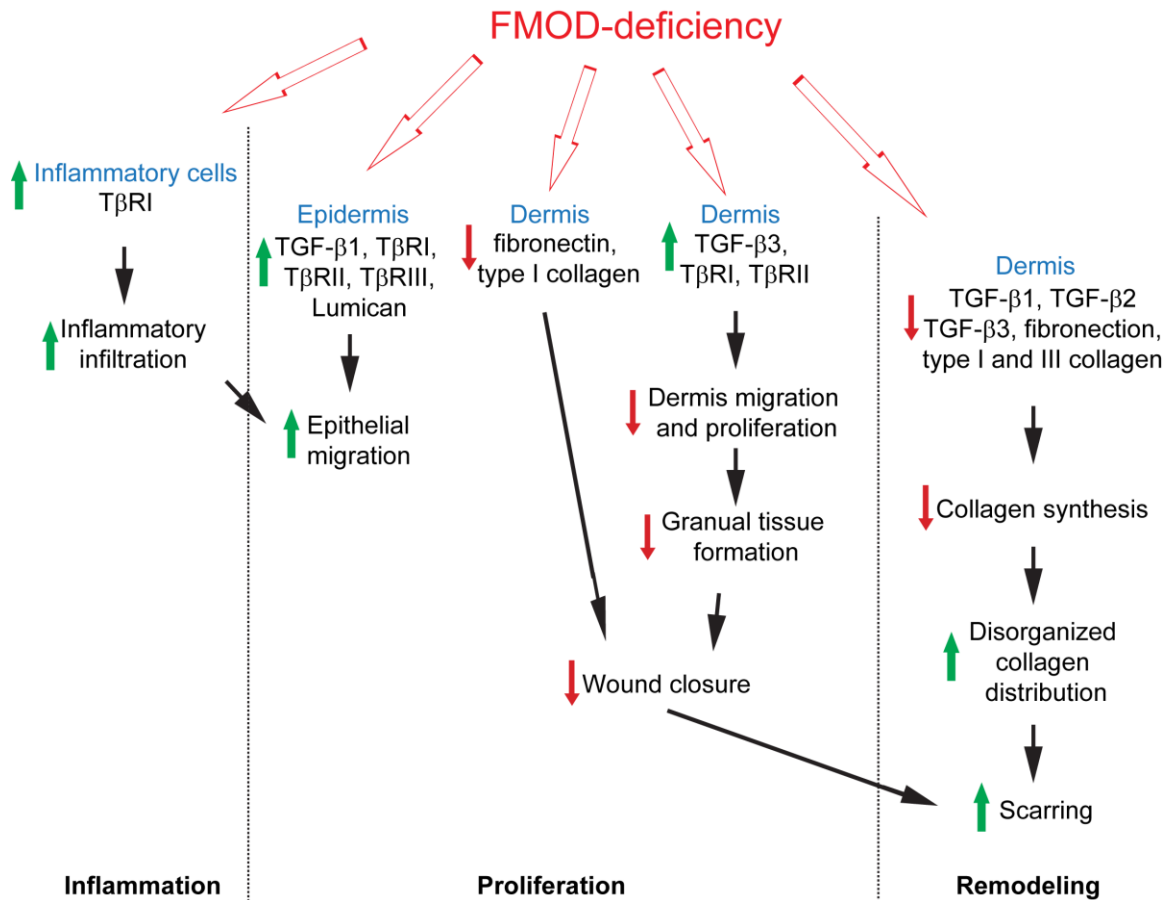 FMOD-deficiency
Inflammatory cells
TβRI
Inflammatory
infiltration
Epidermis
TGF-β1, TβRI,
TβRII, TβRIII,
Lumican
Epithelial
migration
Dermis
fibronectin,
type I collagen
Dermis
TGF-β3,
TβRI, TβRII
Dermis migration
and proliferation
Granual tissue
formation
Wound closure
Dermis
TGF-β1, TGF-β2
TGF-β3, fibronection,
type I and III collagen
Collagen synthesis
Disorganized
collagen
distribution
Scarring
Inflammation
Proliferation
Remodeling